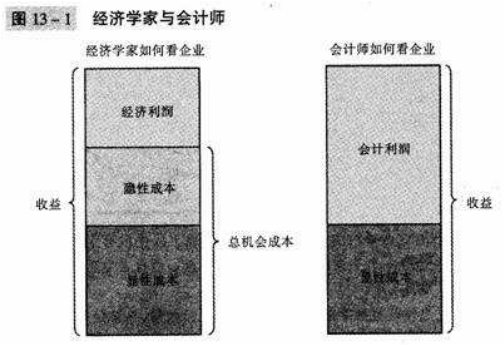 图 13-1 经济学家与会计师
经济学家如何看企业
会计师如何看企业
经济利润
隐性成本
显性成本
收益
总机会成本
会计利润
显性成本
收益